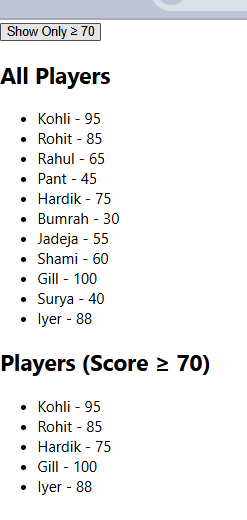 Show Only ≥ 70
All Players
Kohli - 95
Rohit - 85
Rahul - 65
Pant - 45
Hardik - 75
Bumrah - 30
Jadeja - 55
Shami - 60
Gill - 100
Surya - 40
Iyer - 88
Players (Score ≥ 70)
Kohli - 95
Rohit - 85
Hardik - 75
Gill - 100
Iyer - 88